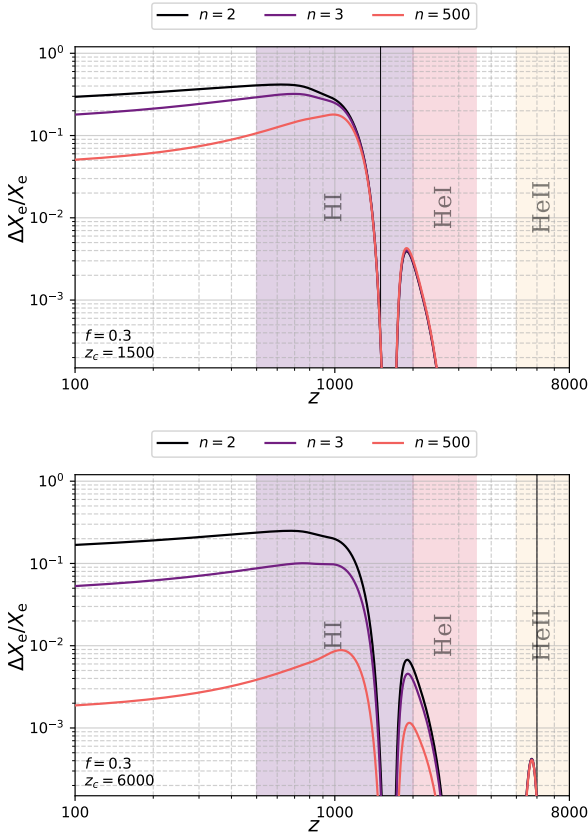 n = 2 n = 3 n = 500
10⁰
10⁻¹
10⁻²
10⁻³
ΔXₑ/Xₑ
HI
HeI
HeII
f = 0.3
z_c = 1500
100 1000 8000
z
n = 2 n = 3 n = 500
10⁰
10⁻¹
10⁻²
10⁻³
ΔXₑ/Xₑ
HI
HeI
HeII
f = 0.3
z_c = 6000
100 1000 8000
z